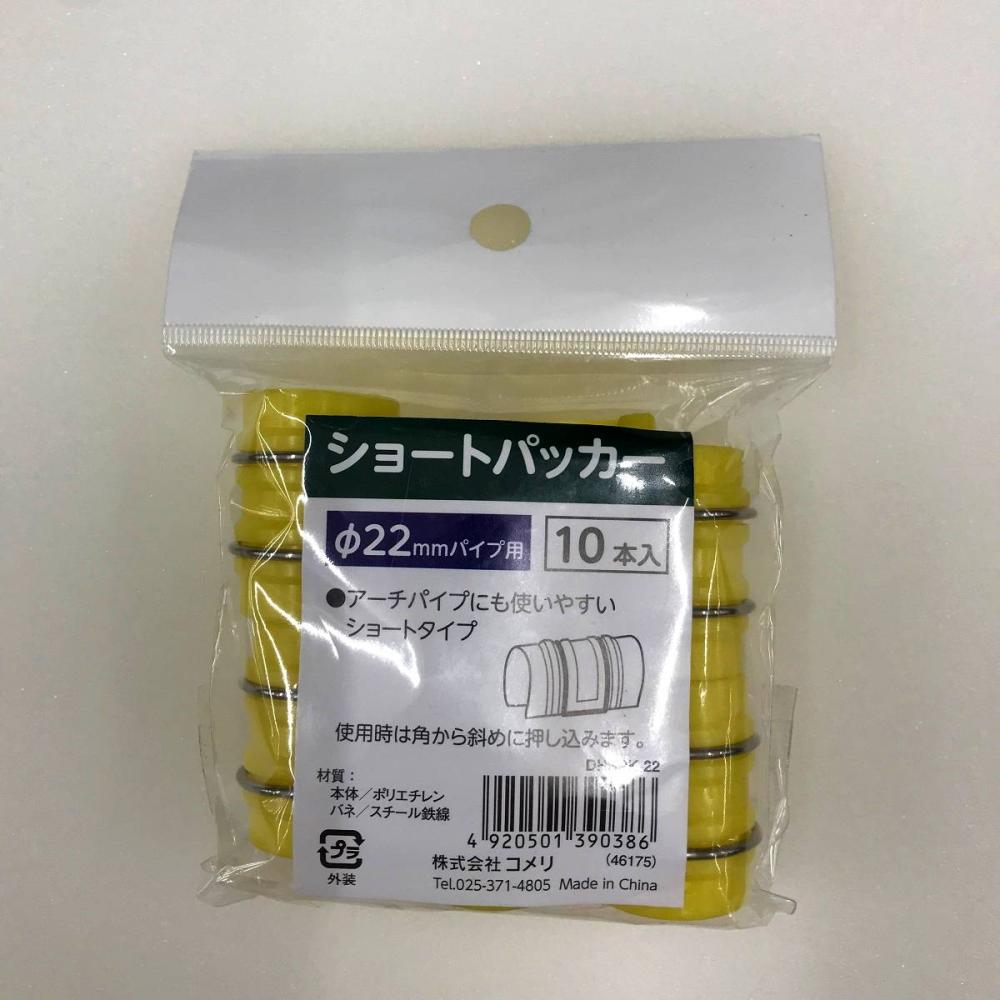 ショートパッカー
φ22mmパイプ用
10本入
●アーチパイプにも使いやすい
ショートタイプ
使用時は角から斜めに押し込みます。
22
材質：
本体／ポリエチレン
バネ／スチール鉄線
4 920501 390386
プラ
外装
株式会社 コメリ
(46175)
Tel.025-371-4805 Made in China